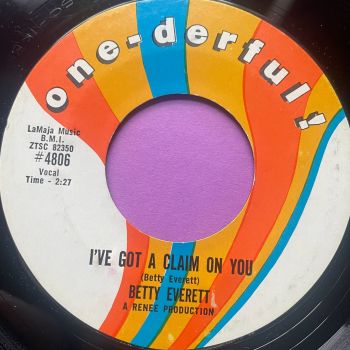 one-derful!
LaMaja Music
B.M.I.
ZTSC 82350
#4806
Vocal
Time - 2:27
I'VE GOT A CLAIM ON YOU
(Betty Everett)
BETTY EVERETT
A RENEE PRODUCTION